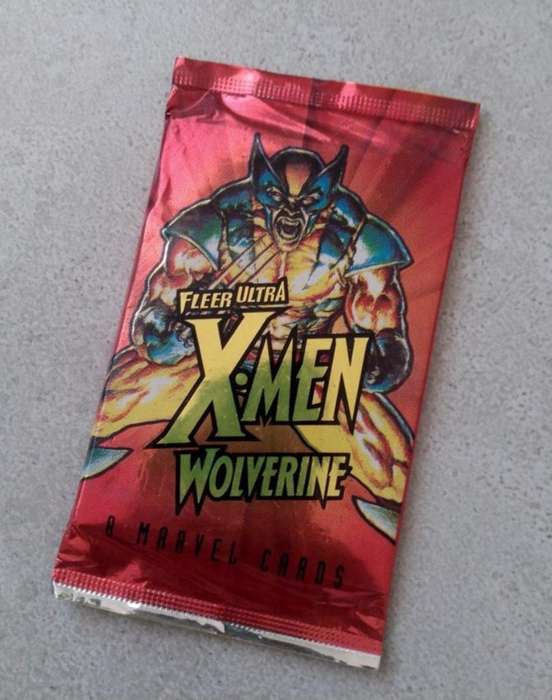 FLEER ULTRA
X-MEN
WOLVERINE
8 MARVEL CARDS